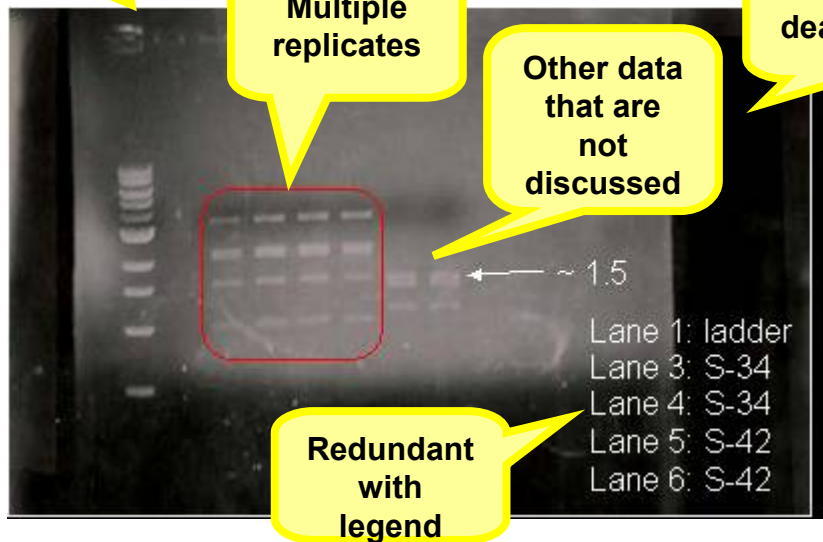 Multiple
replicates
Other data
that are
not
discussed
~ 1.5
Lane 1: ladder
Lane 3: S-34
Lane 4: S-34
Lane 5: S-42
Lane 6: S-42
Redundant
with
legend